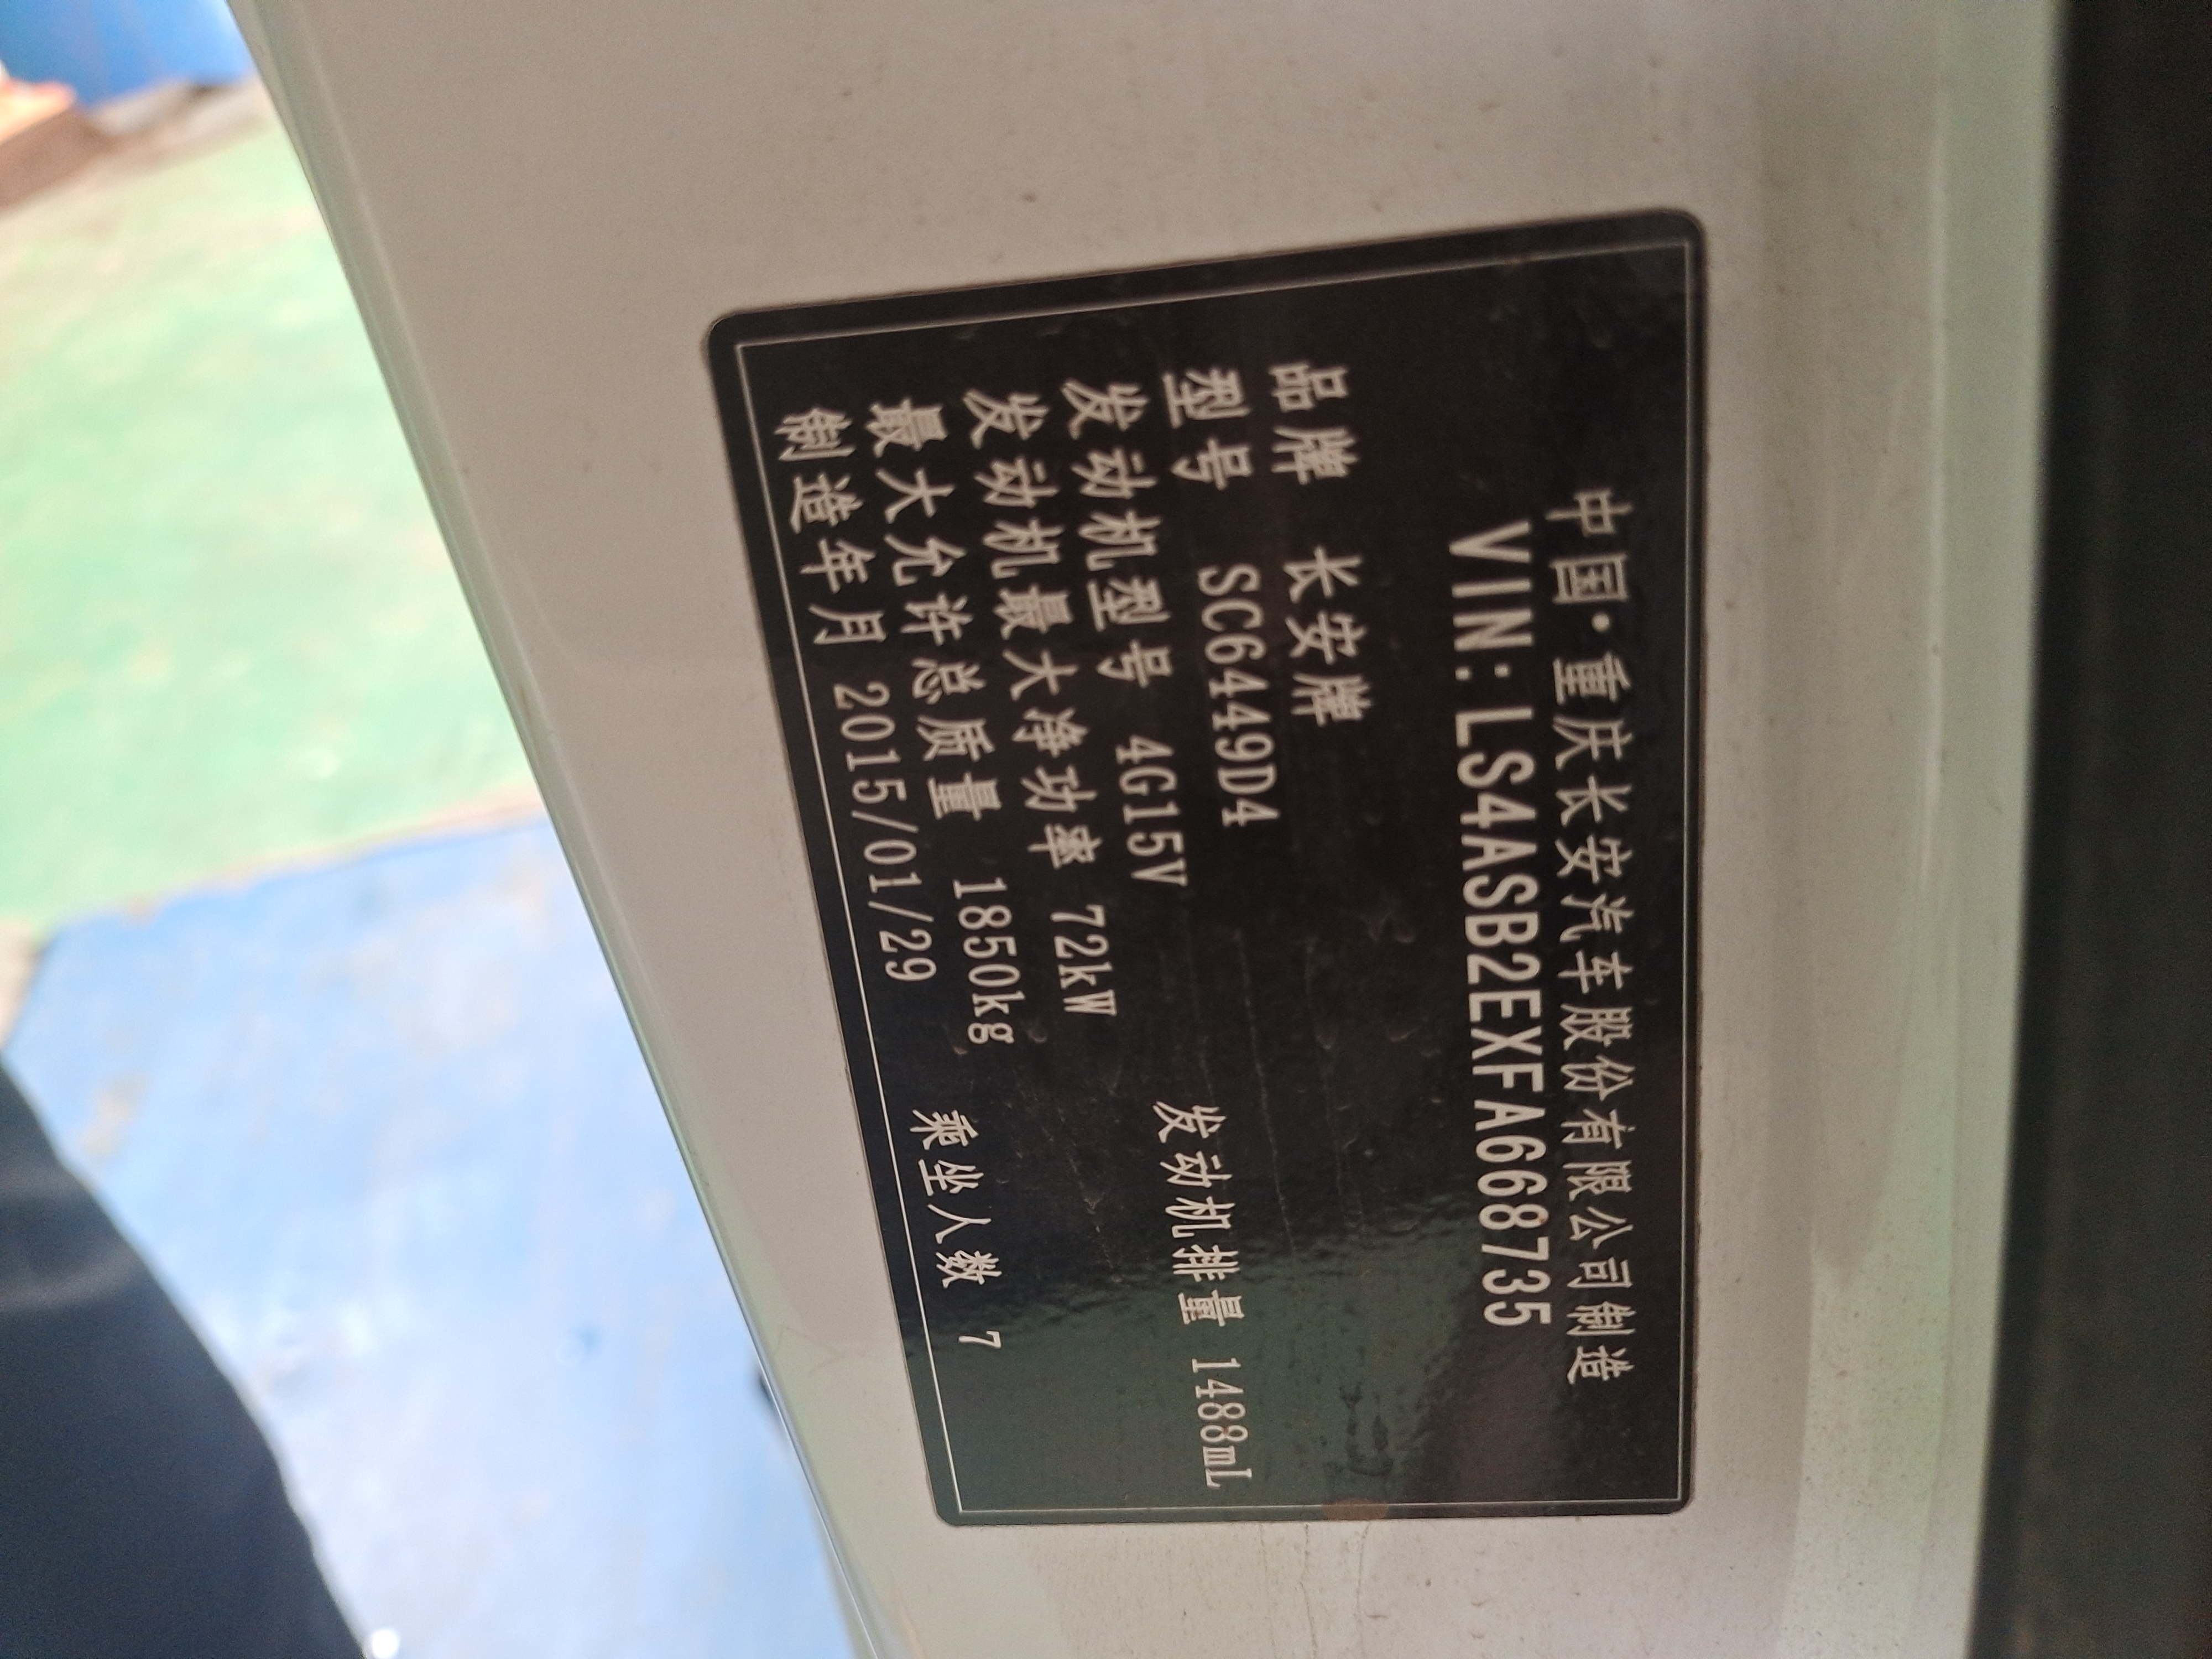 中国·重庆长安汽车股份有限公司制造
VIN:LS4ASB2EXFA668735
品牌 长安牌
型号 SC6449D4
发动机型号 4G15V 发动机排量 1488mL
发动机最大净功率 72kW
最大允许总质量 1850kg 乘坐人数 7
制造年月 2015/01/29